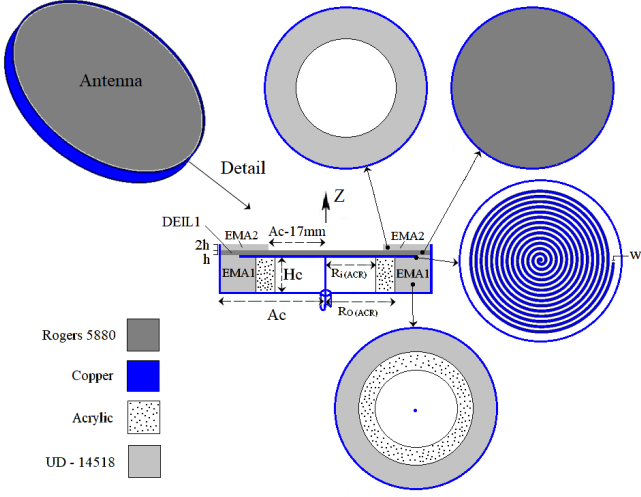 Antenna
Detail
Z
DEIL1
EMA2
Ac-17mm
EMA2
2h
h
EMA1
Hc
Ri(ACR)
EMA1
W
Ac
RO(ACR)
Rogers 5880
Copper
Acrylic
UD - 14518